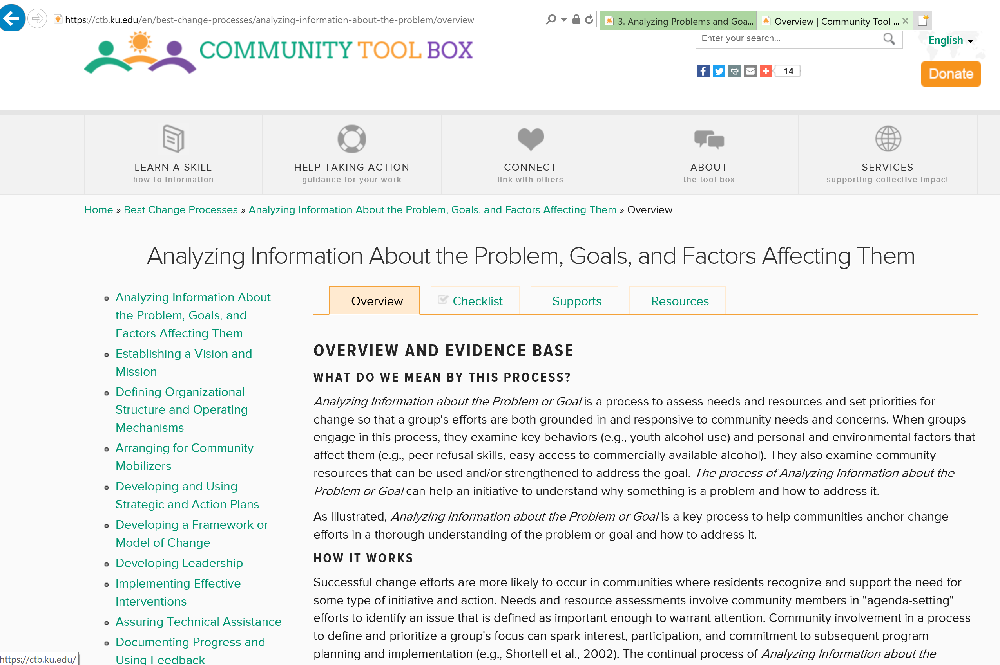 https://ctb.ku.edu/en/best-change-processes/analyzing-information-about-the-problem/overview
3. Analyzing Problems and Goa...
Overview | Community Tool ...
COMMUNITY TOOL BOX
Enter your search...
English
14
Donate
LEARN A SKILL
how-to information
HELP TAKING ACTION
guidance for your work
CONNECT
link with others
ABOUT
the tool box
SERVICES
supporting collective impact
Home » Best Change Processes » Analyzing Information About the Problem, Goals, and Factors Affecting Them » Overview
Analyzing Information About the Problem, Goals, and Factors Affecting Them
Analyzing Information About
the Problem, Goals, and
Factors Affecting Them
Establishing a Vision and
Mission
Defining Organizational
Structure and Operating
Mechanisms
Arranging for Community
Mobilizers
Developing and Using
Strategic and Action Plans
Developing a Framework or
Model of Change
Developing Leadership
Implementing Effective
Interventions
Assuring Technical Assistance
Documenting Progress and
Using Feedback
Overview
Checklist
Supports
Resources
OVERVIEW AND EVIDENCE BASE
WHAT DO WE MEAN BY THIS PROCESS?
Analyzing Information about the Problem or Goal is a process to assess needs and resources and set priorities for
change so that a group's efforts are both grounded in and responsive to community needs and concerns. When groups
engage in this process, they examine key behaviors (e.g., youth alcohol use) and personal and environmental factors that
affect them (e.g., peer refusal skills, easy access to commercially available alcohol). They also examine community
resources that can be used and/or strengthened to address the goal. The process of Analyzing Information about the
Problem or Goal can help an initiative to understand why something is a problem and how to address it.
As illustrated, Analyzing Information about the Problem or Goal is a key process to help communities anchor change
efforts in a thorough understanding of the problem or goal and how to address it.
HOW IT WORKS
Successful change efforts are more likely to occur in communities where residents recognize and support the need for
some type of initiative and action. Needs and resource assessments involve community members in "agenda-setting"
efforts to identify an issue that is defined as important enough to warrant attention. Community involvement in a process
to define and prioritize a group's focus can spark interest, participation, and commitment to subsequent program
planning and implementation (e.g., Shortell et al., 2002). The continual process of Analyzing Information about the
https://ctb.ku.edu/